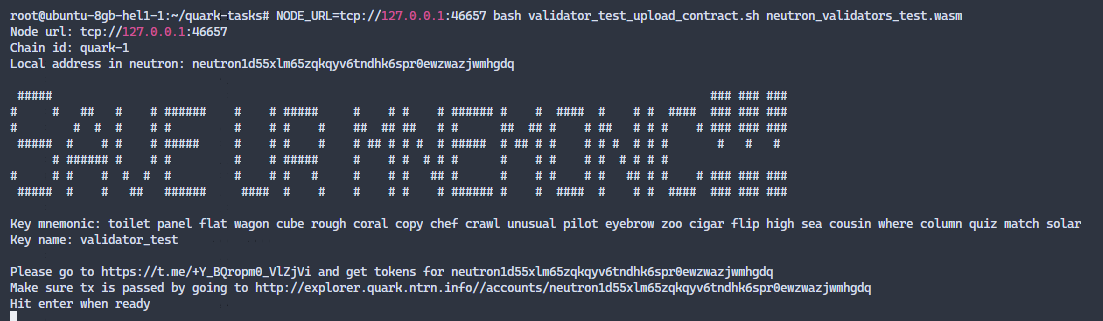 root@ubuntu-8gb-hel1-1:~/quark-tasks# NODE_URL=tcp://127.0.0.1:46657 bash validator_test_upload_contract.sh neutron_validators_test.wasm
Node url: tcp://127.0.0.1:46657
Chain id: quark-1
Local address in neutron: neutron1d55xlm65zqkqyv6tndhk6spr0ewzwazjwmhgdq
SAVE UR MNEMONIC!!!
Key mnemonic: toilet panel flat wagon cube rough coral copy chef crawl unusual pilot eyebrow zoo cigar flip high sea cousin where column quiz match solar
Key name: validator_test
Please go to https://t.me/+Y_BQropm0_VlZjVi and get tokens for neutron1d55xlm65zqkqyv6tndhk6spr0ewzwazjwmhgdq
Make sure tx is passed by going to http://explorer.quark.ntrn.info//accounts/neutron1d55xlm65zqkqyv6tndhk6spr0ewzwazjwmhgdq
Hit enter when ready